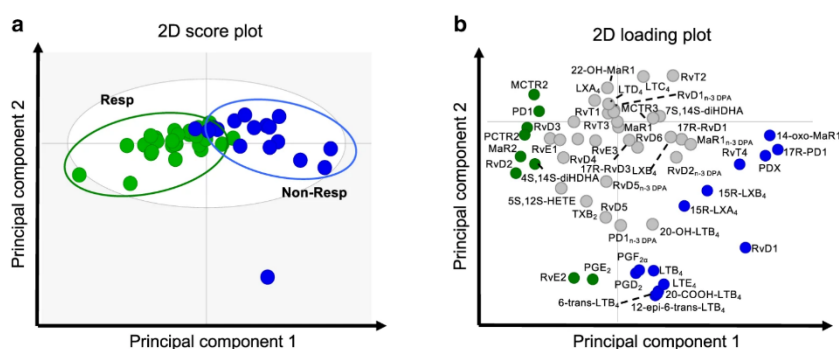 a
2D score plot
Resp
Non-Resp
Principal component 2
Principal component 1
b
2D loading plot
22-OH-MaR1
MCTR2
LXA₄
LTD₄
LTC₄
RvT2
RvD1n-3 DPA
PD1
RvT1
MCTR3
7S,14S-diHDHA
RvD3
RvT3
MaR1
17R-RvD1
PCTR2
RvE1
RvE3
RvD6
MaR1n-3 DPA
14-oxo-MaR1
MaR2
RvD4
RvT4
17R-PD1
RvD2
17R-RvD3
LXB₄
RvD2n-3 DPA
PDX
4S,14S-diHDHA
RvD5n-3 DPA
15R-LXB₄
5S,12S-HETE
RvD5
15R-LXA₄
TXB₂
20-OH-LTB₄
PD1n-3 DPA
RvD1
PGF₂α
LTB₄
RvE2
PGE₂
PGD₂
LTE₄
6-trans-LTB₄
20-COOH-LTB₄
12-epi-6-trans-LTB₄
Principal component 2
Principal component 1